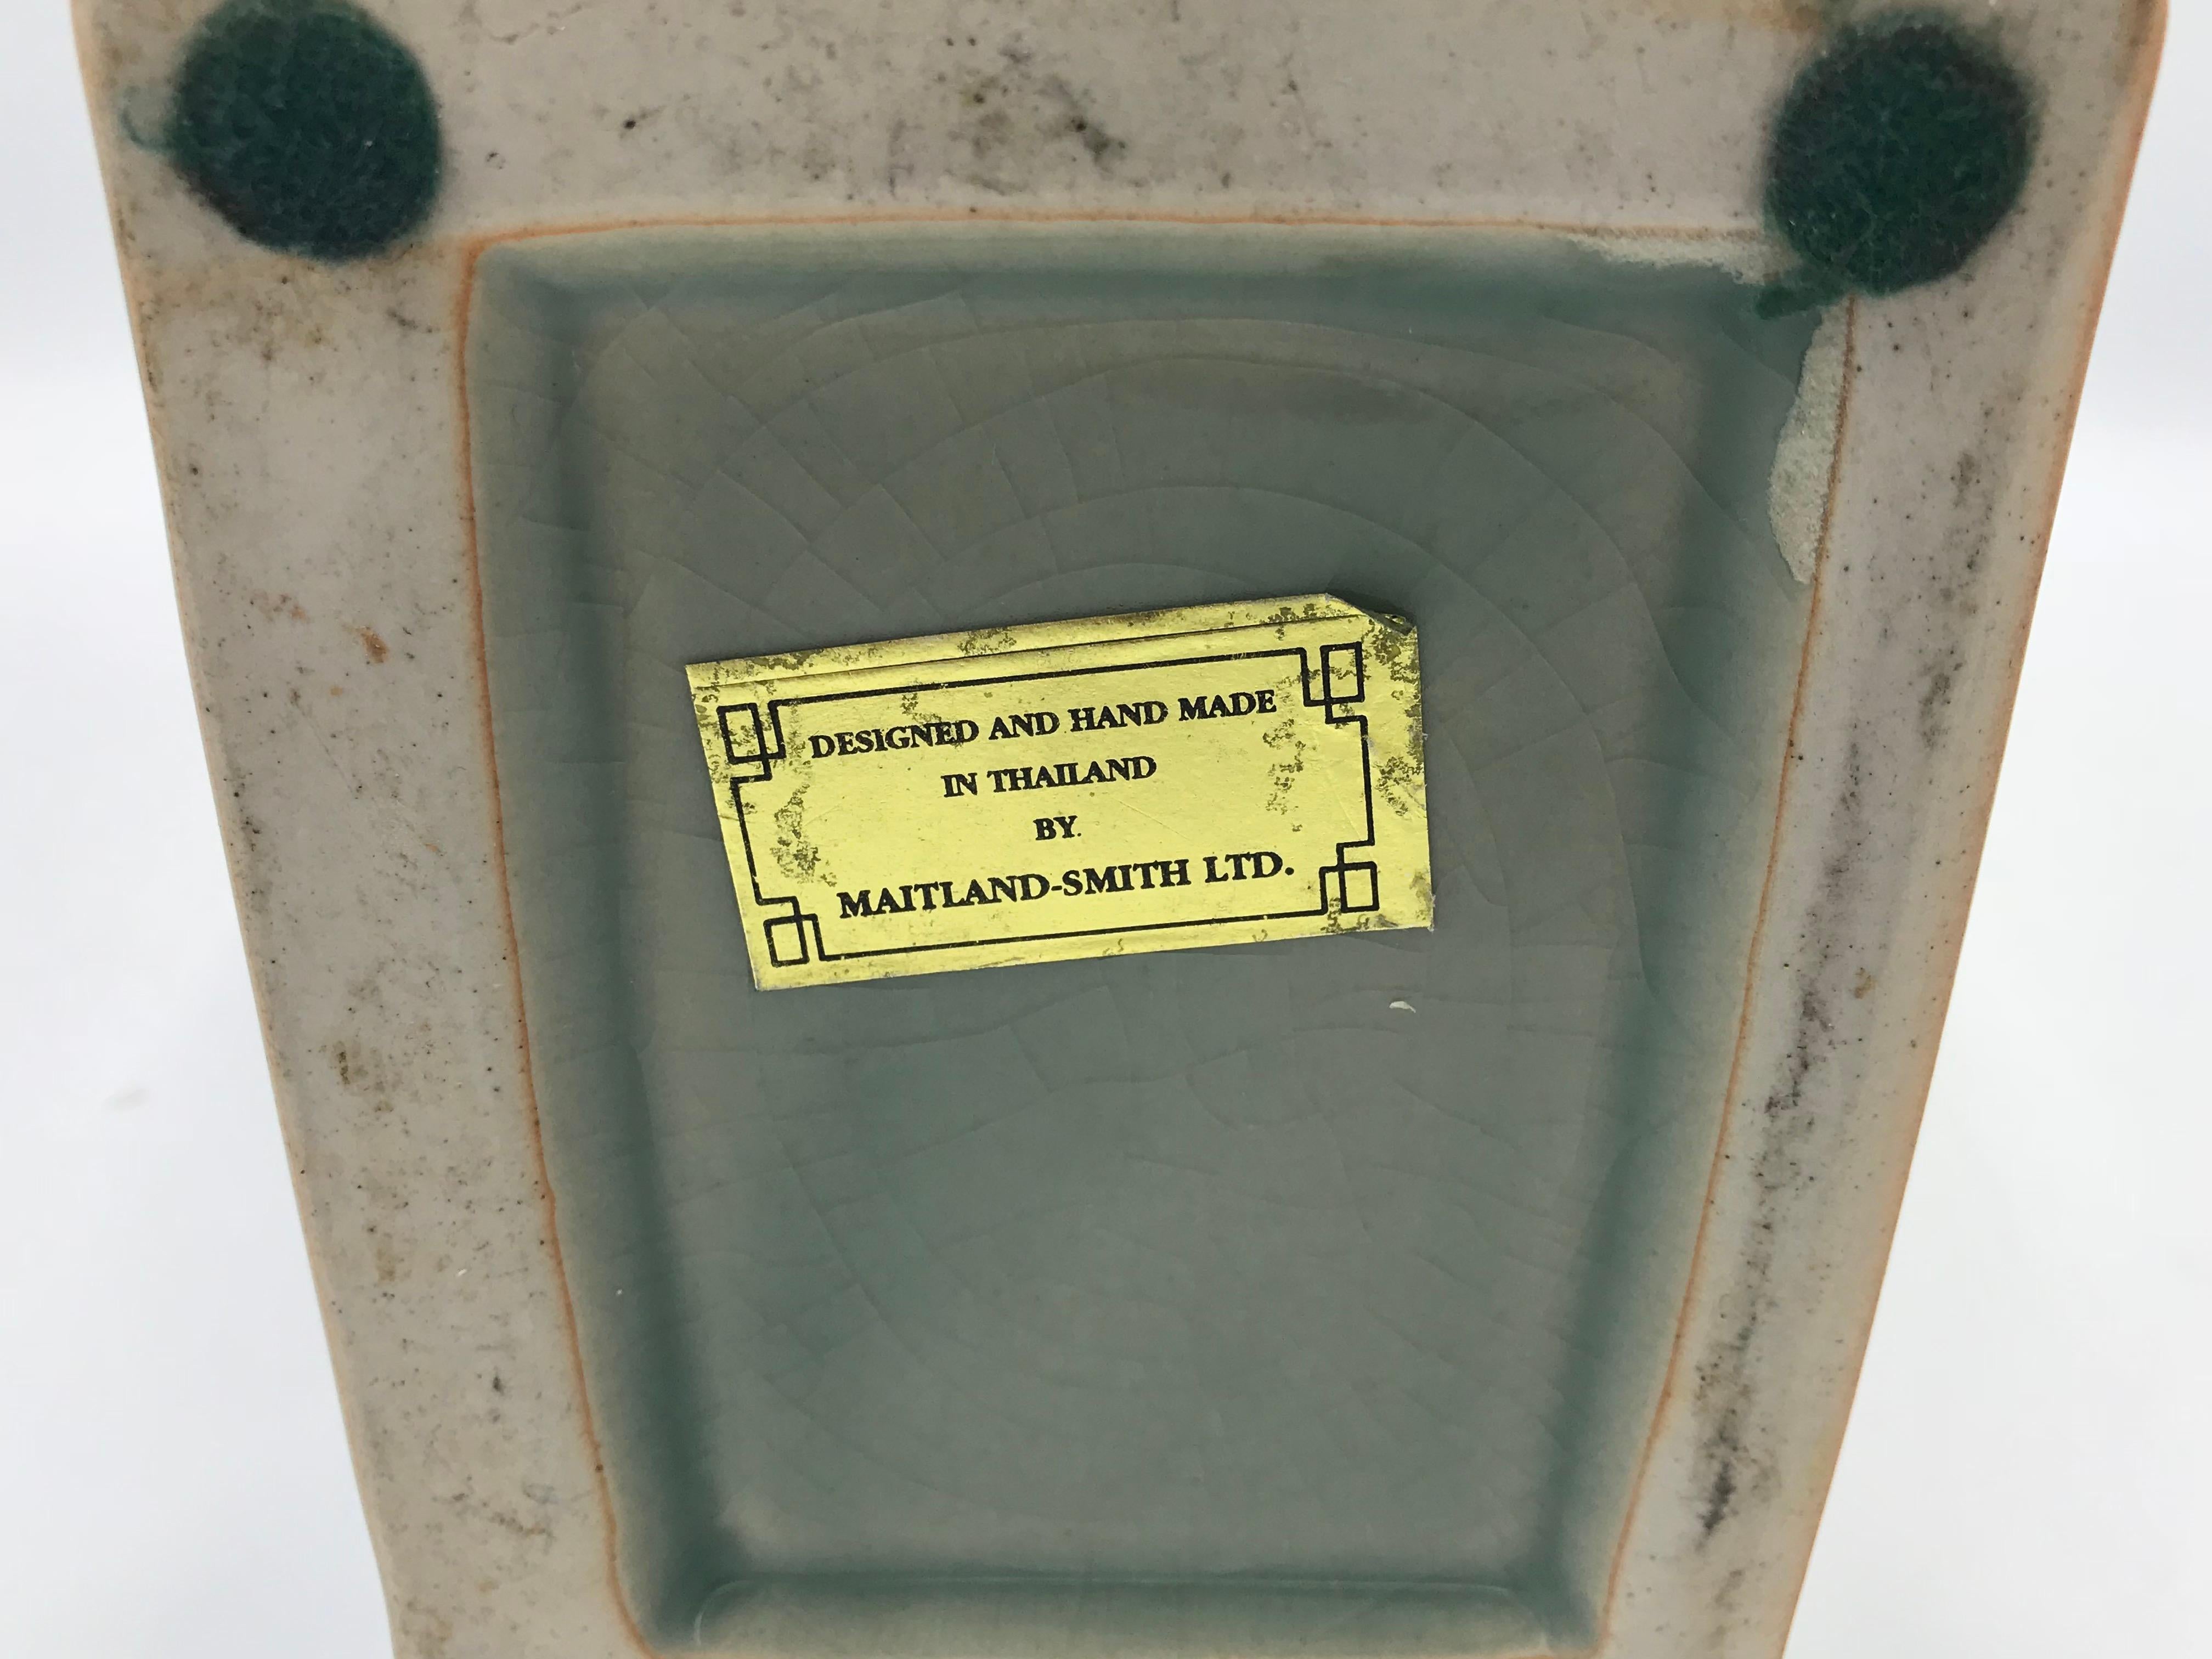 DESIGNED AND HAND MADE
IN THAILAND
BY
MAITLAND-SMITH LTD.